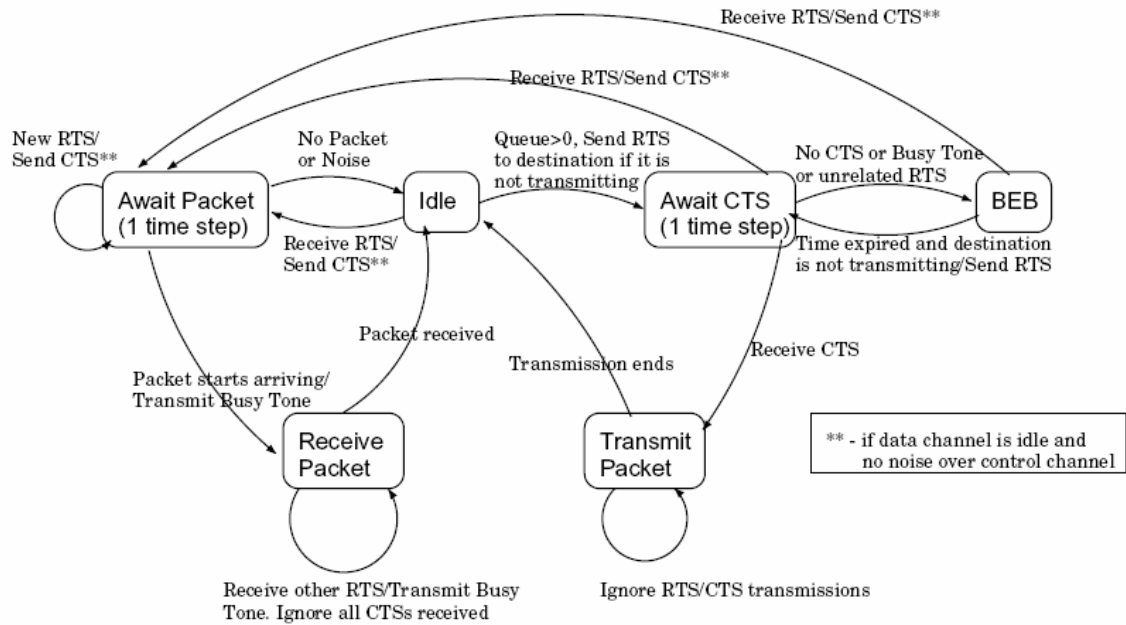 Receive RTS/Send CTS**
Receive RTS/Send CTS**
New RTS/
Send CTS**
No Packet
or Noise
Queue>0, Send RTS
to destination if it is
not transmitting
No CTS or Busy Tone
or unrelated RTS
Await Packet
(1 time step)
Idle
Await CTS
(1 time step)
BEB
Receive RTS/
Send CTS**
Time expired and destination
is not transmitting/Send RTS
Packet received
Transmission ends
Receive CTS
Packet starts arriving/
Transmit Busy Tone
Receive
Packet
Transmit
Packet
** - if data channel is idle and
no noise over control channel
Receive other RTS/Transmit Busy
Tone. Ignore all CTSs received
Ignore RTS/CTS transmissions